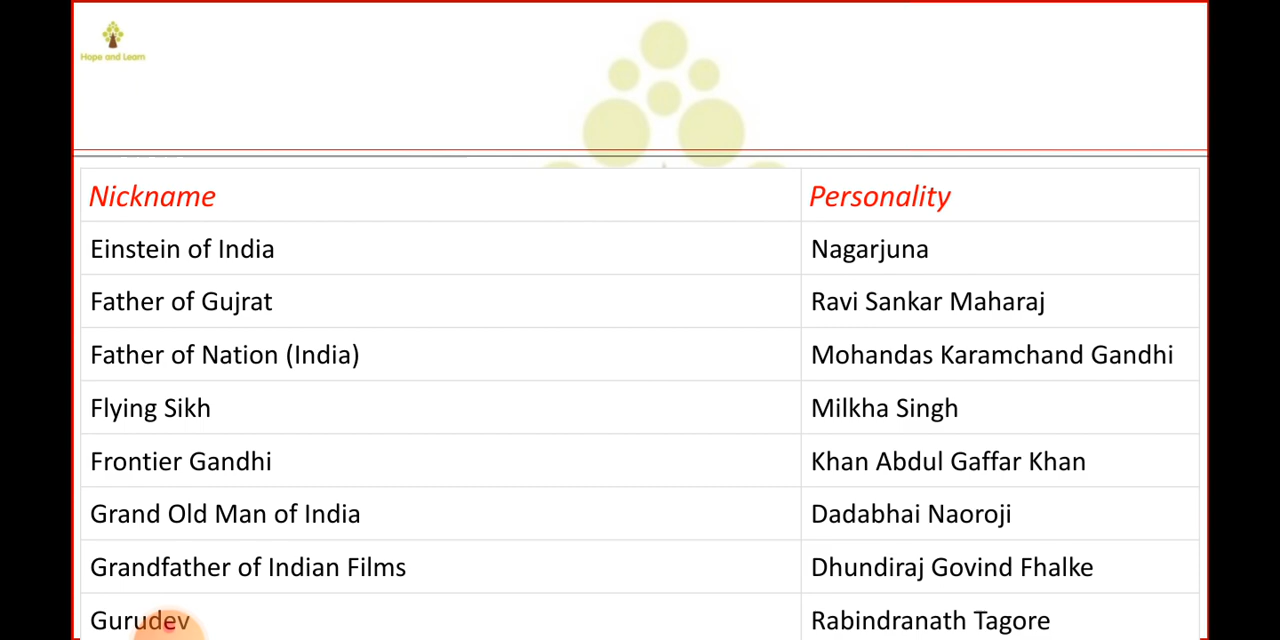 Hope and Learn
Nickname Personality
Einstein of India Nagarjuna
Father of Gujrat Ravi Sankar Maharaj
Father of Nation (India) Mohandas Karamchand Gandhi
Flying Sikh Milkha Singh
Frontier Gandhi Khan Abdul Gaffar Khan
Grand Old Man of India Dadabhai Naoroji
Grandfather of Indian Films Dhundiraj Govind Fhalke
Gurudev Rabindranath Tagore